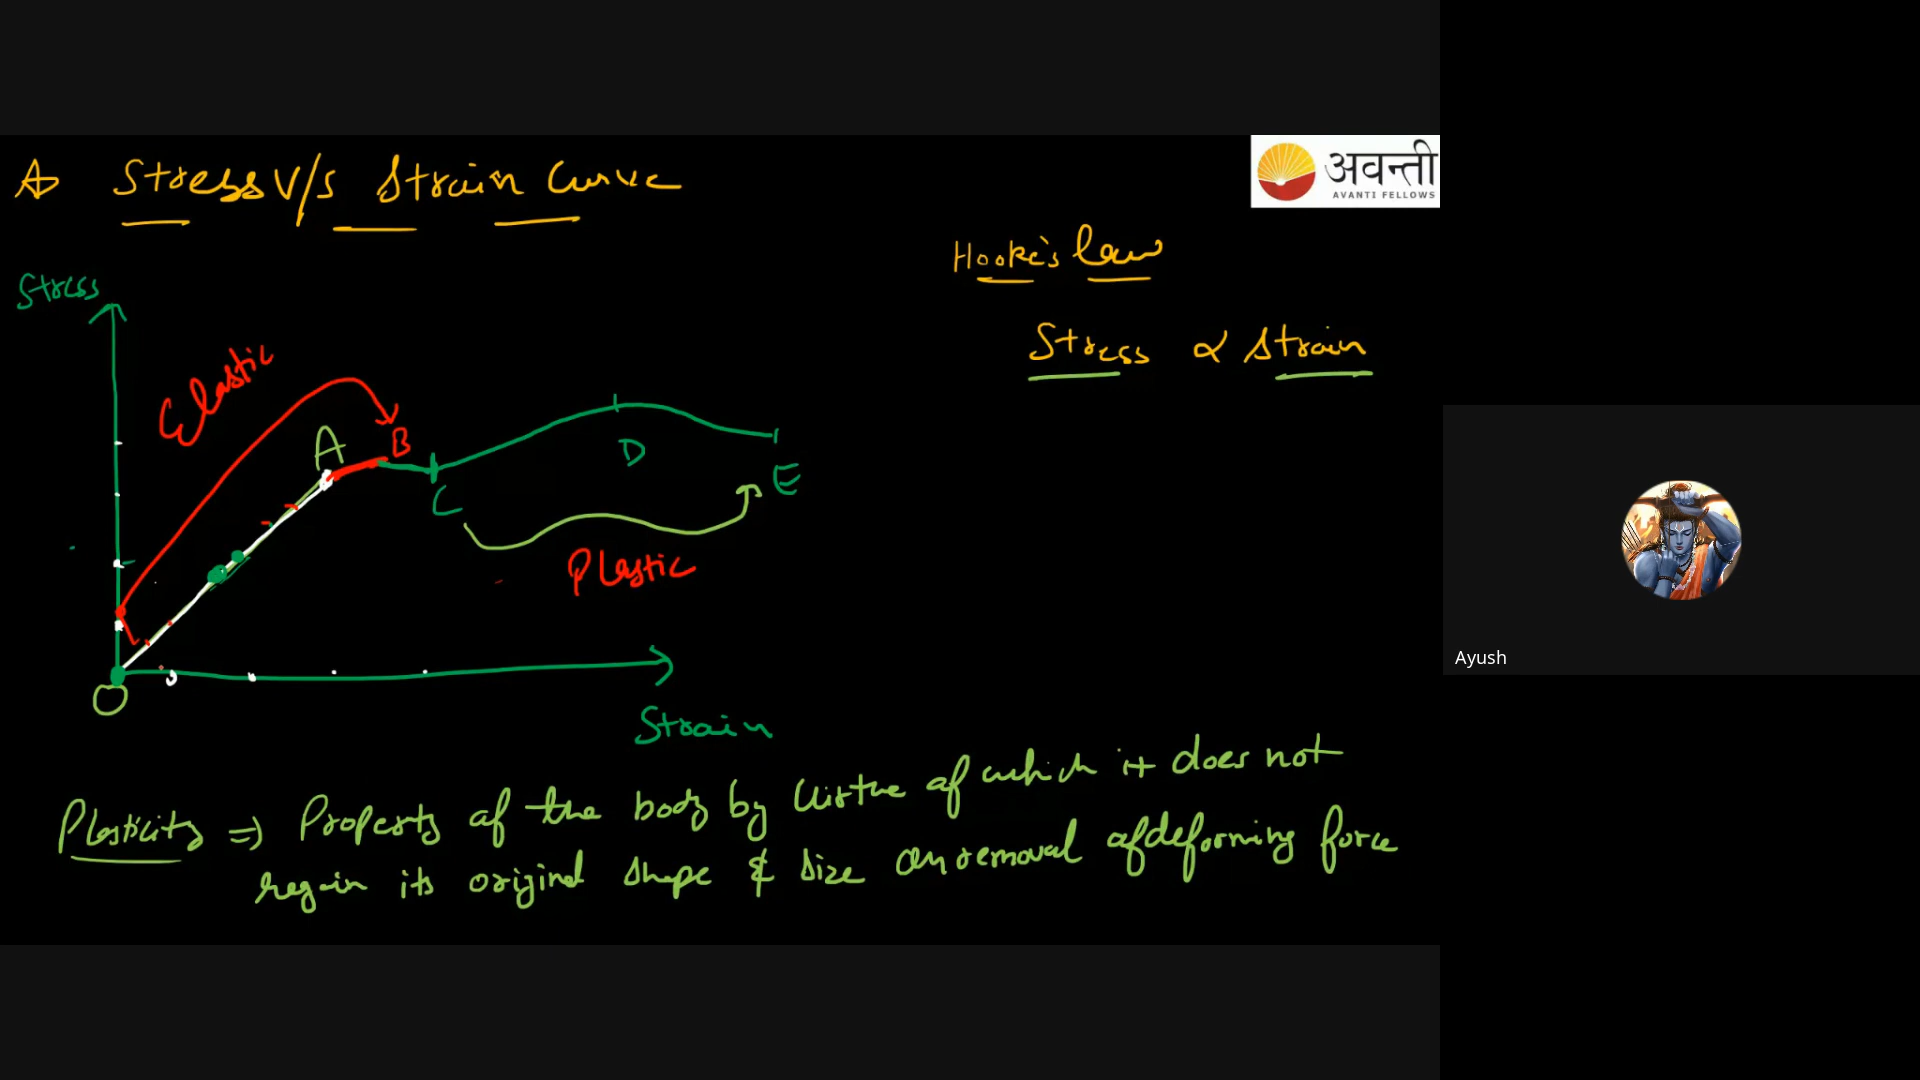 Stress v/s Strain Curve
अवन्ती
AVANTI FELLOWS
Hooke's law
Stress
Stress ∝ Strain
Elastic
A
B
D
C
E
Plastic
O
Strain
Ayush
Plasticity => Property of the body by virtue of which it does not
regain its original shape & size on removal of deforming force